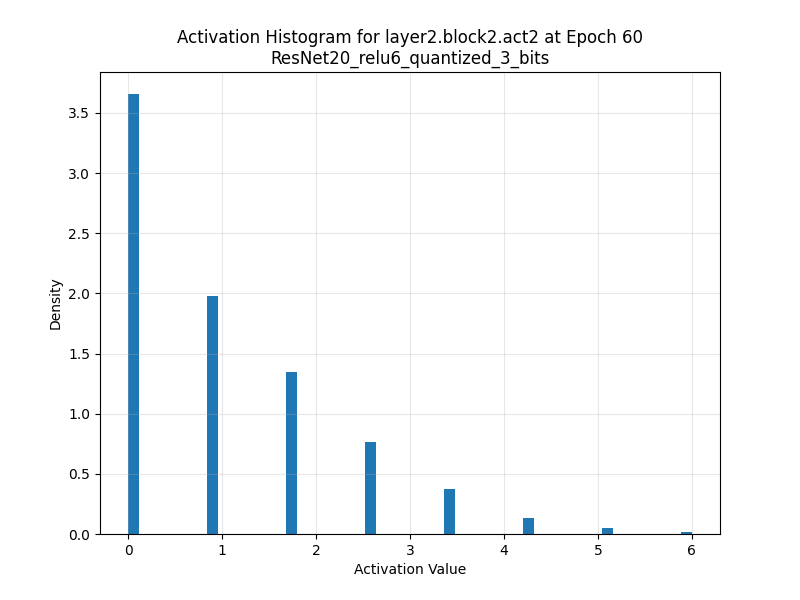 Activation Histogram for layer2.block2.act2 at Epoch 60
ResNet20_relu6_quantized_3_bits
3.5
3.0
2.5
2.0
1.5
1.0
0.5
0.0
Density
0 1 2 3 4 5 6
Activation Value